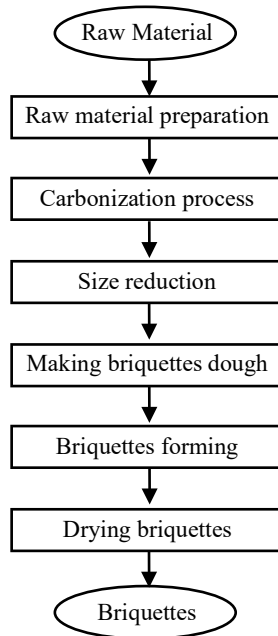 Raw Material
Raw material preparation
Carbonization process
Size reduction
Making briquettes dough
Briquettes forming
Drying briquettes
Briquettes